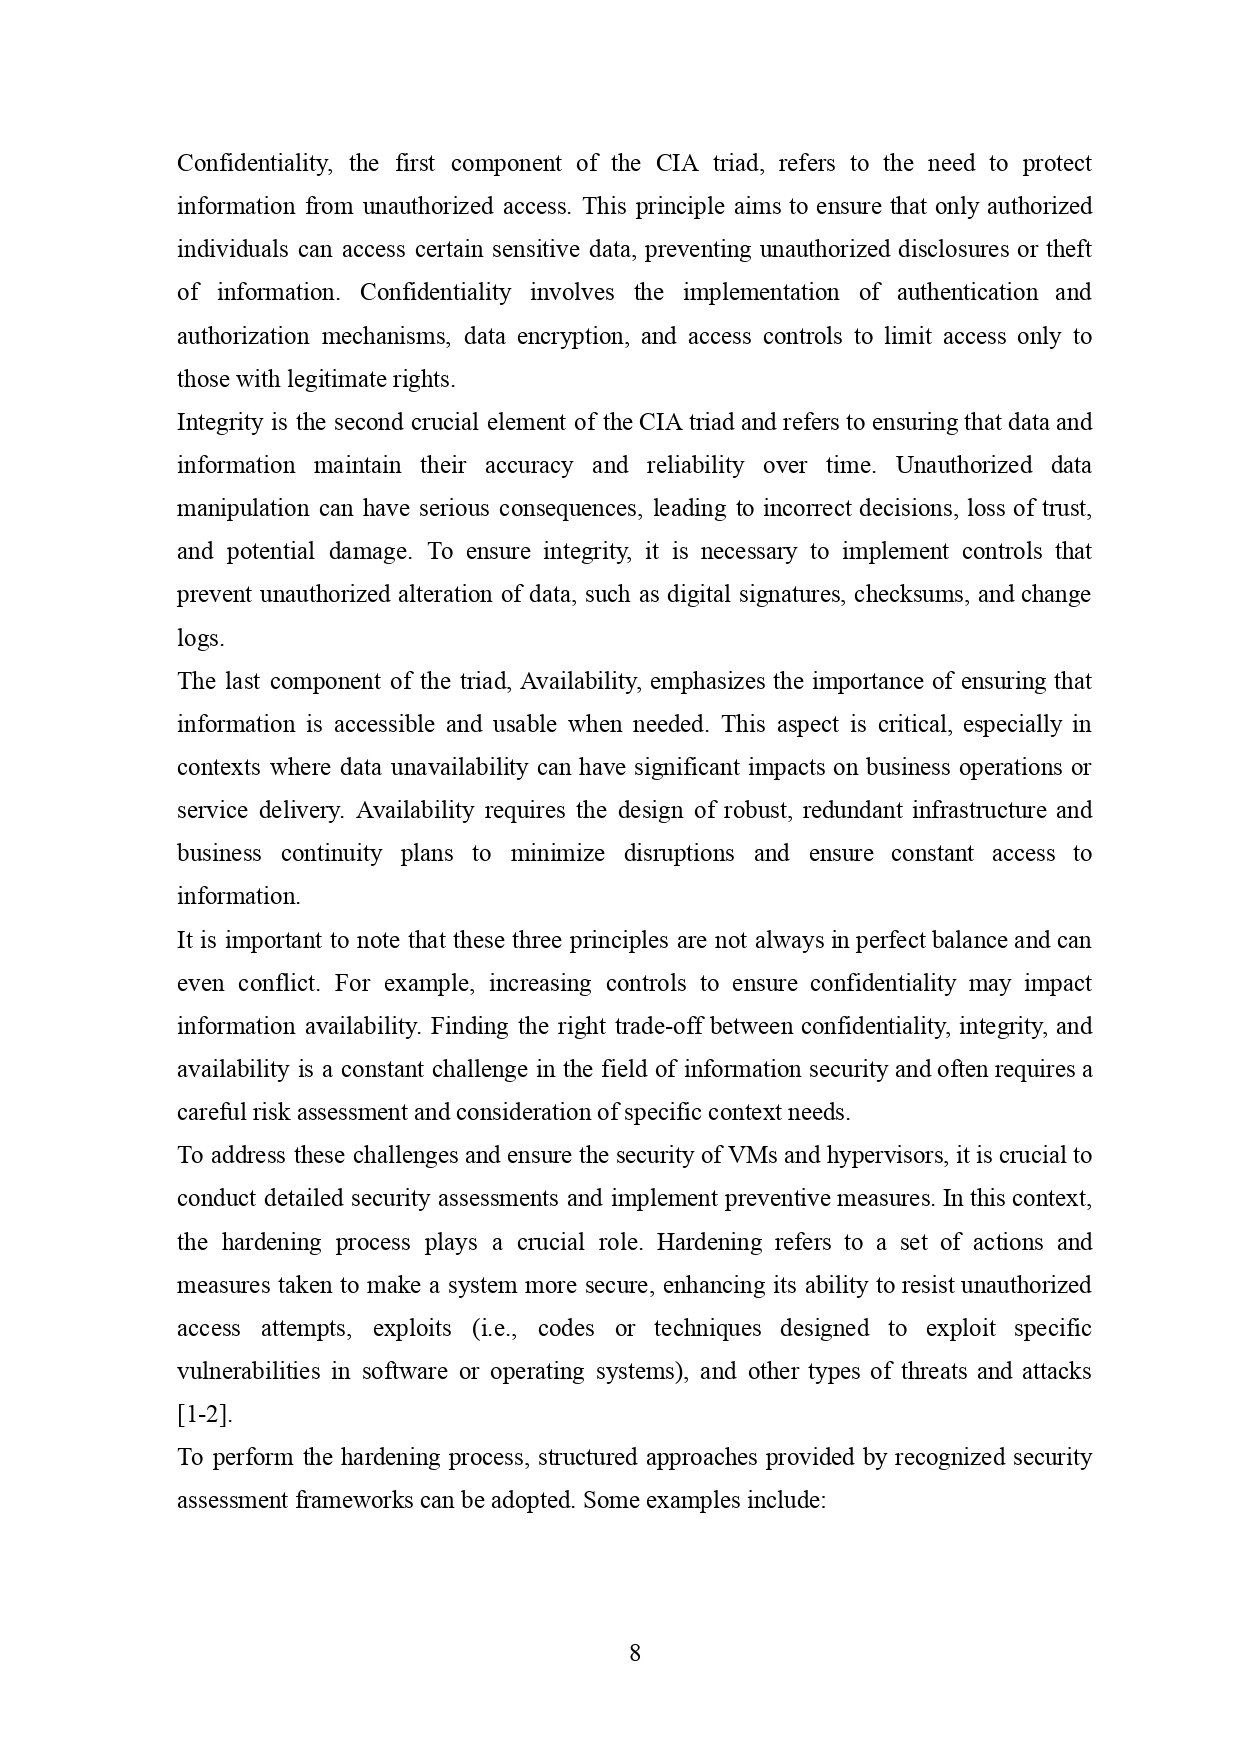 Confidentiality, the first component of the CIA triad, refers to the need to protect
information from unauthorized access. This principle aims to ensure that only authorized
individuals can access certain sensitive data, preventing unauthorized disclosures or theft
of information. Confidentiality involves the implementation of authentication and
authorization mechanisms, data encryption, and access controls to limit access only to
those with legitimate rights.
Integrity is the second crucial element of the CIA triad and refers to ensuring that data and
information maintain their accuracy and reliability over time. Unauthorized data
manipulation can have serious consequences, leading to incorrect decisions, loss of trust,
and potential damage. To ensure integrity, it is necessary to implement controls that
prevent unauthorized alteration of data, such as digital signatures, checksums, and change
logs.
The last component of the triad, Availability, emphasizes the importance of ensuring that
information is accessible and usable when needed. This aspect is critical, especially in
contexts where data unavailability can have significant impacts on business operations or
service delivery. Availability requires the design of robust, redundant infrastructure and
business continuity plans to minimize disruptions and ensure constant access to
information.
It is important to note that these three principles are not always in perfect balance and can
even conflict. For example, increasing controls to ensure confidentiality may impact
information availability. Finding the right trade-off between confidentiality, integrity, and
availability is a constant challenge in the field of information security and often requires a
careful risk assessment and consideration of specific context needs.
To address these challenges and ensure the security of VMs and hypervisors, it is crucial to
conduct detailed security assessments and implement preventive measures. In this context,
the hardening process plays a crucial role. Hardening refers to a set of actions and
measures taken to make a system more secure, enhancing its ability to resist unauthorized
access attempts, exploits (i.e., codes or techniques designed to exploit specific
vulnerabilities in software or operating systems), and other types of threats and attacks
[1-2].
To perform the hardening process, structured approaches provided by recognized security
assessment frameworks can be adopted. Some examples include:
8